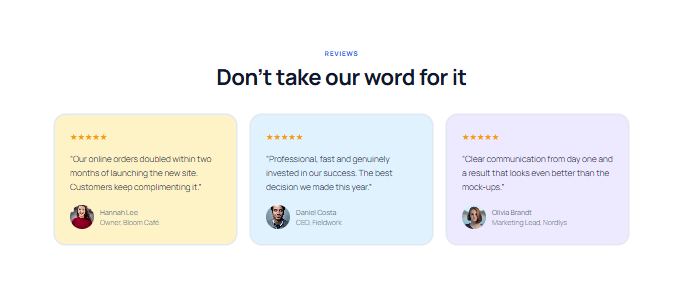 REVIEWS
Don't take our word for it
★★★★★
"Our online orders doubled within two
months of launching the new site.
Customers keep complimenting it."
Hannah Lee
Owner, Bloom Café
★★★★★
"Professional, fast and genuinely
invested in our success. The best
decision we made this year."
Daniel Costa
CEO, Fieldwork
★★★★★
"Clear communication from day one and
a result that looks even better than the
mock-ups."
Olivia Brandt
Marketing Lead, Nordlys